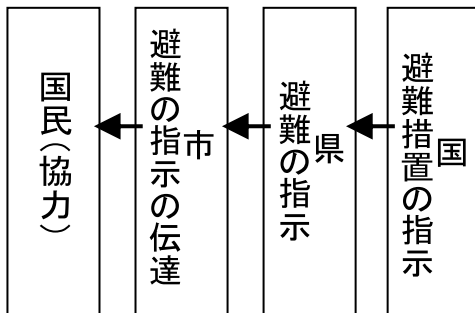 国
避難措置の指示
県
避難の指示
市
避難の指示の伝達
国民（協力）